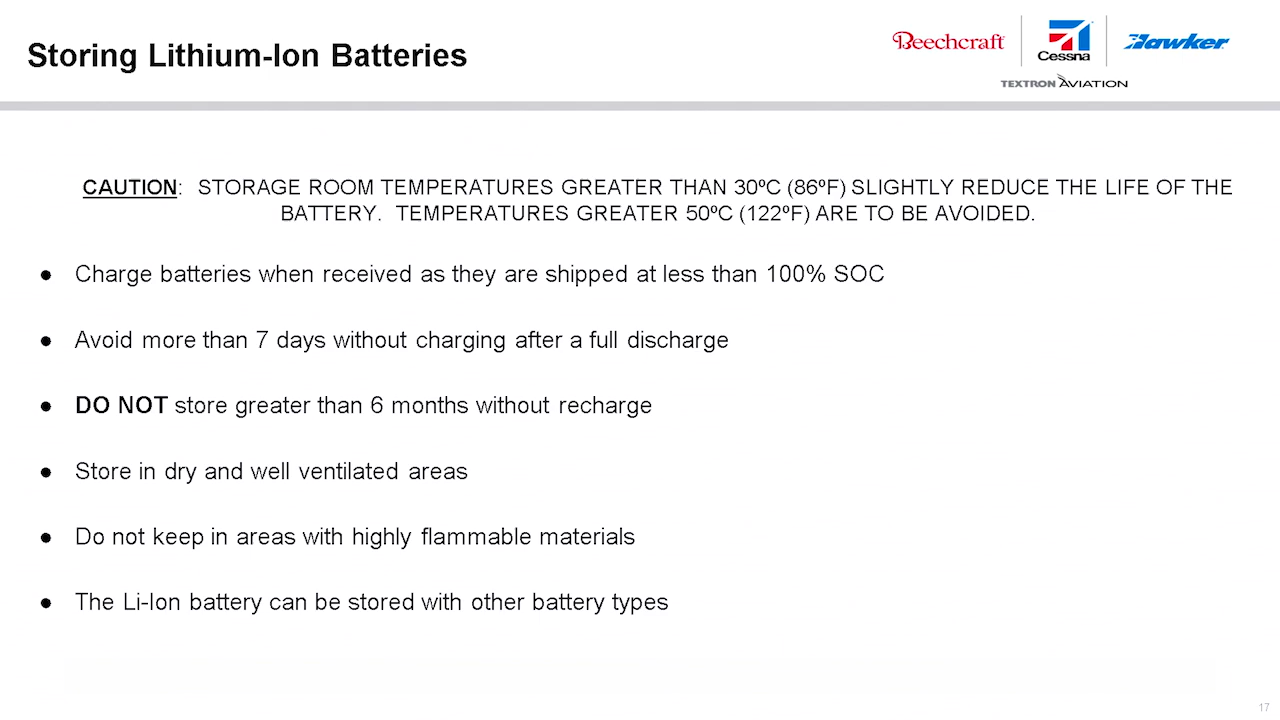 Storing Lithium-Ion Batteries
Beechcraft
Cessna
Hawker
TEXTRON AVIATION
CAUTION:  STORAGE ROOM TEMPERATURES GREATER THAN 30ºC (86ºF) SLIGHTLY REDUCE THE LIFE OF THE
BATTERY.  TEMPERATURES GREATER 50ºC (122ºF) ARE TO BE AVOIDED.
● Charge batteries when received as they are shipped at less than 100% SOC
● Avoid more than 7 days without charging after a full discharge
● DO NOT store greater than 6 months without recharge
● Store in dry and well ventilated areas
● Do not keep in areas with highly flammable materials
● The Li-Ion battery can be stored with other battery types
17